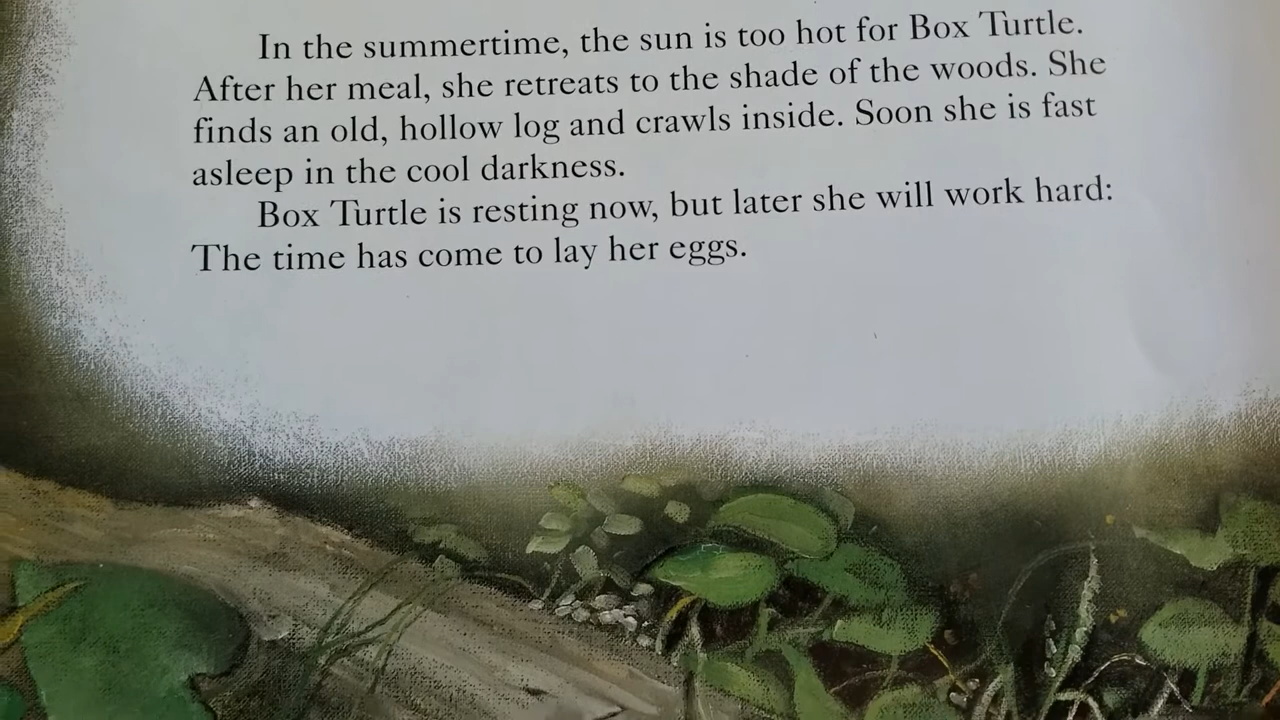 In the summertime, the sun is too hot for Box Turtle.
After her meal, she retreats to the shade of the woods. She
finds an old, hollow log and crawls inside. Soon she is fast
asleep in the cool darkness.
Box Turtle is resting now, but later she will work hard:
The time has come to lay her eggs.